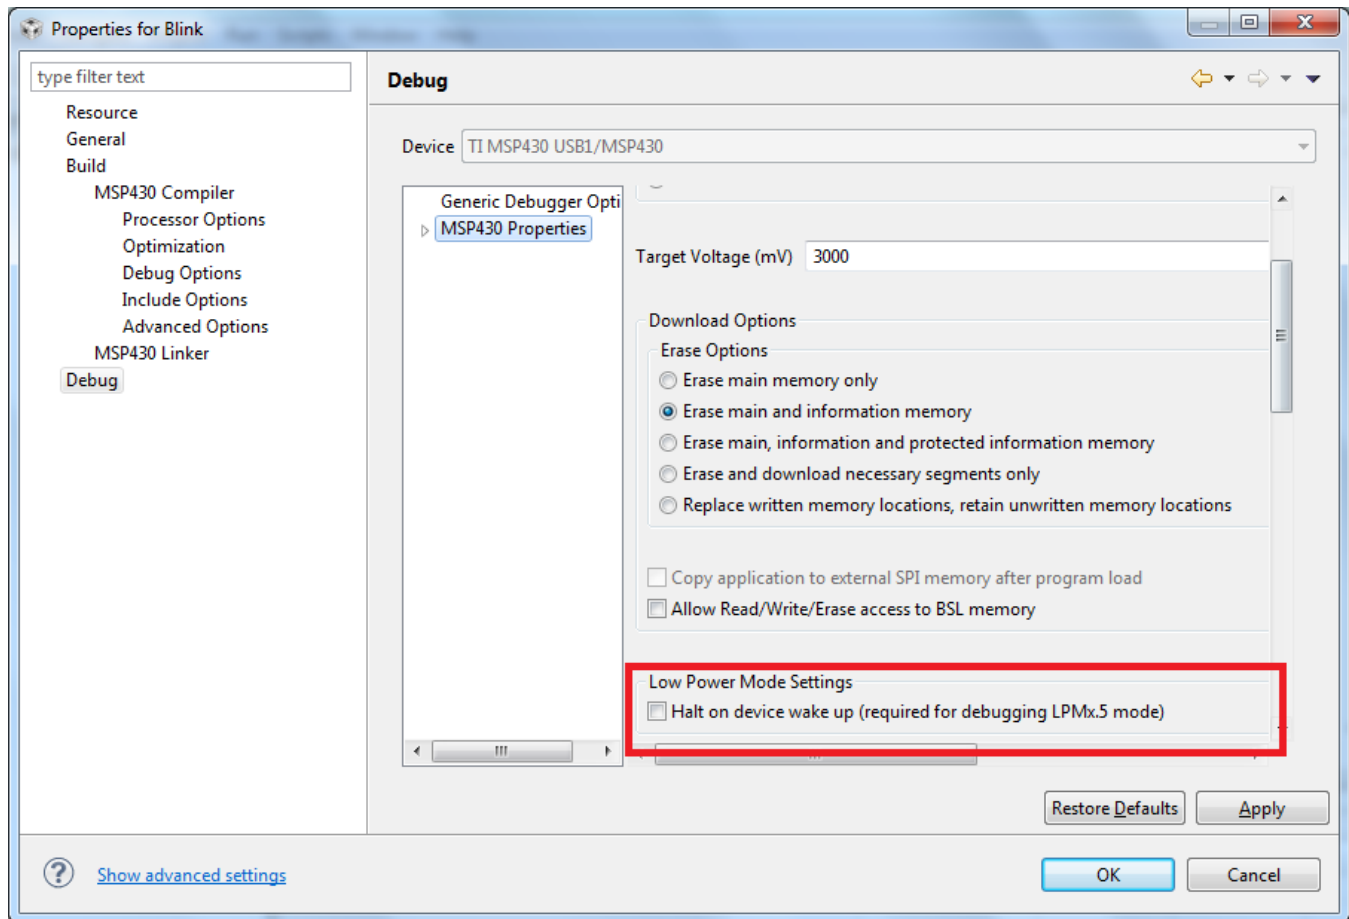 Properties for Blink
type filter text
Resource
General
Build
MSP430 Compiler
Processor Options
Optimization
Debug Options
Include Options
Advanced Options
MSP430 Linker
Debug
Debug
Device TI MSP430 USB1/MSP430
Generic Debugger Opti
MSP430 Properties
Target Voltage (mV) 3000
Download Options
Erase Options
Erase main memory only
Erase main and information memory
Erase main, information and protected information memory
Erase and download necessary segments only
Replace written memory locations, retain unwritten memory locations
Copy application to external SPI memory after program load
Allow Read/Write/Erase access to BSL memory
Low Power Mode Settings
Halt on device wake up (required for debugging LPMx.5 mode)
Restore Defaults Apply
Show advanced settings
OK Cancel